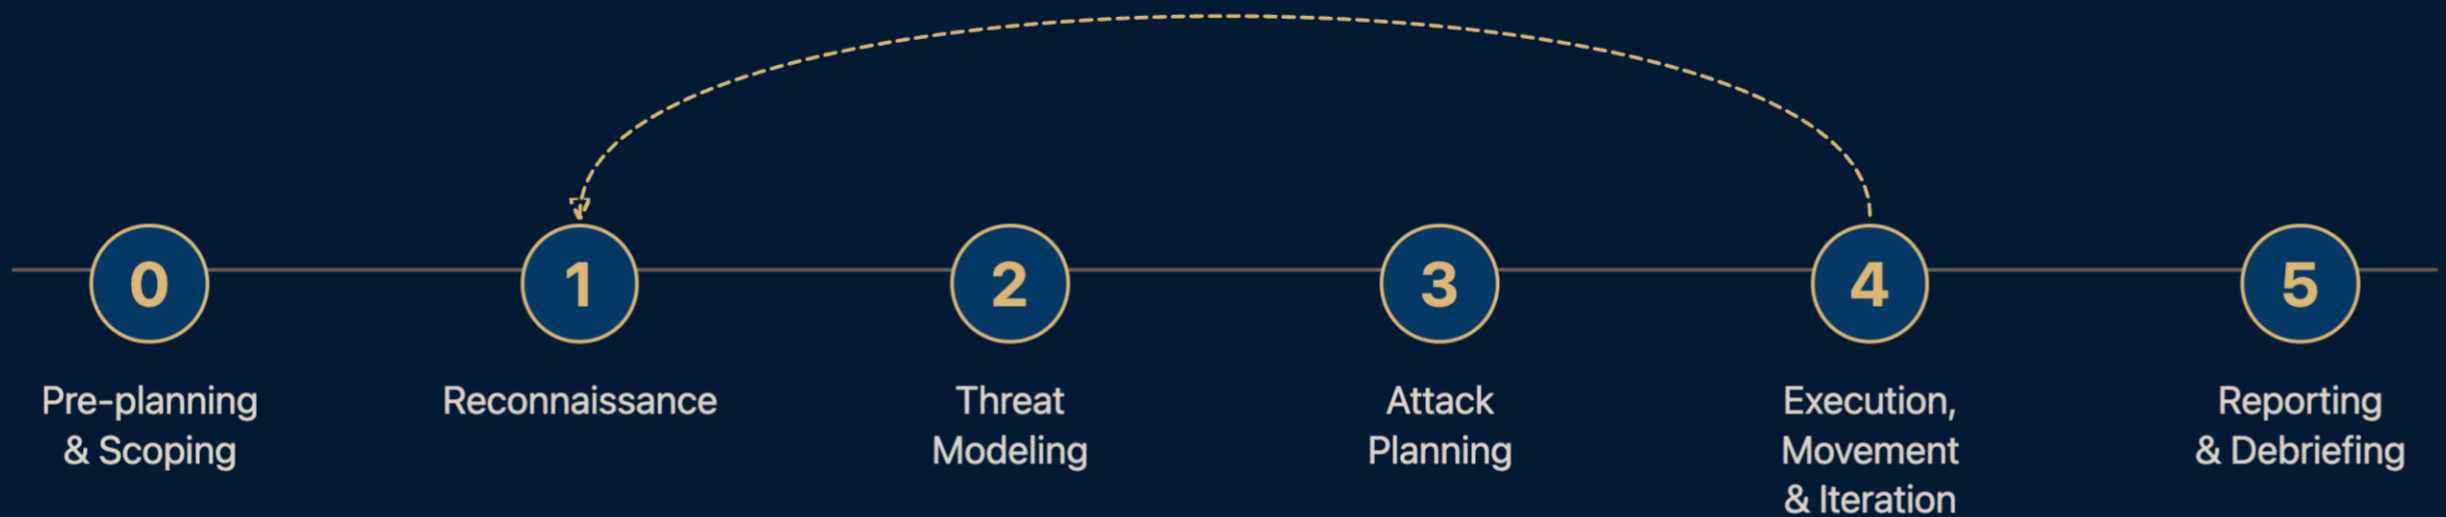 0
Pre-planning
& Scoping
1
Reconnaissance
2
Threat
Modeling
3
Attack
Planning
4
Execution,
Movement
& Iteration
5
Reporting
& Debriefing